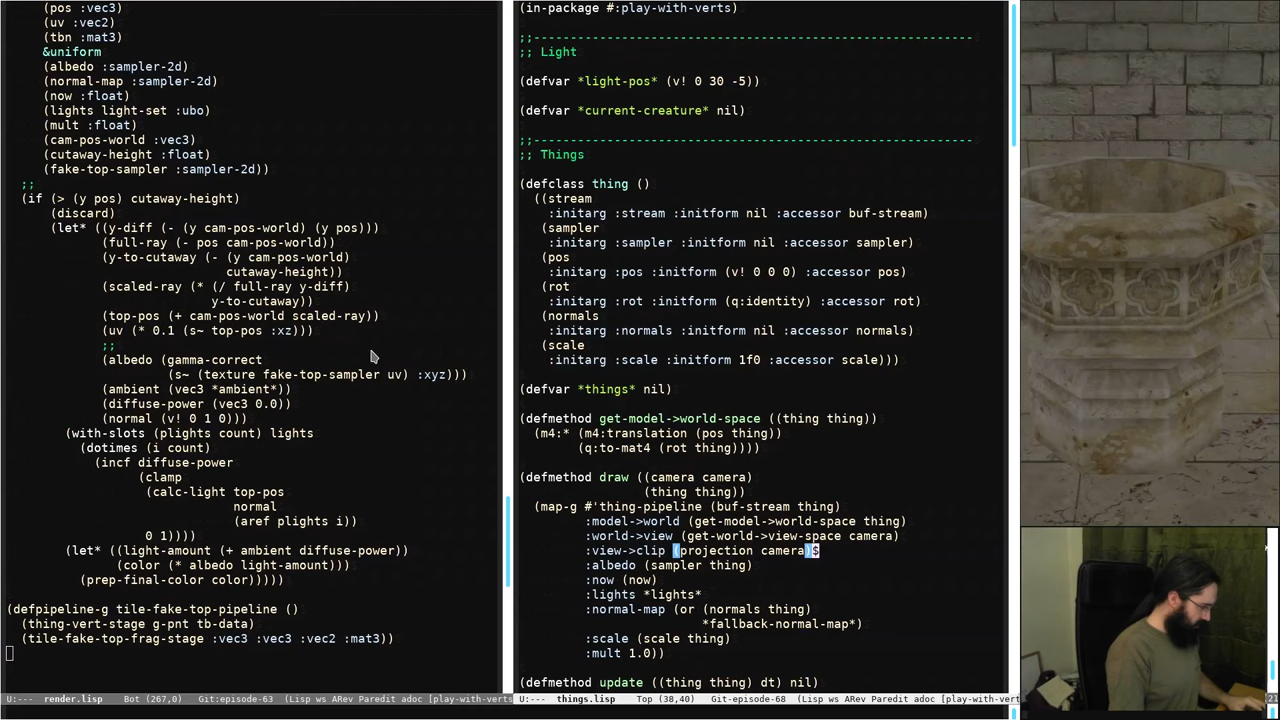 (pos :vec3)
(uv :vec2)
(tbn :mat3)
&uniform
(albedo :sampler-2d)
(normal-map :sampler-2d)
(now :float)
(lights light-set :ubo)
(mult :float)
(cam-pos-world :vec3)
(cutaway-height :float)
(fake-top-sampler :sampler-2d))
;;
(if (> (y pos) cutaway-height)
(discard)
(let* ((y-diff (- (y cam-pos-world) (y pos)))
(full-ray (- pos cam-pos-world))
(y-to-cutaway (- (y cam-pos-world)
cutaway-height))
(scaled-ray (* (/ full-ray y-diff)
y-to-cutaway))
(top-pos (+ cam-pos-world scaled-ray))
(uv (* 0.1 (s~ top-pos :xz)))
;;
(albedo (gamma-correct
(s~ (texture fake-top-sampler uv) :xyz)))
(ambient (vec3 *ambient*))
(diffuse-power (vec3 0.0))
(normal (v! 0 1 0)))
(with-slots (plights count) lights
(dotimes (i count)
(incf diffuse-power
(clamp
(calc-light top-pos
normal
(aref plights i))
0 1))))
(let* ((light-amount (+ ambient diffuse-power))
(color (* albedo light-amount)))
(prep-final-color color)))))
(defpipeline-g tile-fake-top-pipeline ()
(thing-vert-stage g-pnt tb-data)
(tile-fake-top-frag-stage :vec3 :vec3 :vec2 :mat3))
U:--- render.lisp Bot (267,0) Git:episode-63 (Lisp ws ARev Paredit adoc [play-with-verts
(in-package #:play-with-verts)
;;------------------------------------------------------------
;; Light
(defvar *light-pos* (v! 0 30 -5))
(defvar *current-creature* nil)
;;------------------------------------------------------------
;; Things
(defclass thing ()
((stream
:initarg :stream :initform nil :accessor buf-stream)
(sampler
:initarg :sampler :initform nil :accessor sampler)
(pos
:initarg :pos :initform (v! 0 0 0) :accessor pos)
(rot
:initarg :rot :initform (q:identity) :accessor rot)
(normals
:initarg :normals :initform nil :accessor normals)
(scale
:initarg :scale :initform 1f0 :accessor scale)))
(defvar *things* nil)
(defmethod get-model->world-space ((thing thing))
(m4:* (m4:translation (pos thing))
(q:to-mat4 (rot thing))))
(defmethod draw ((camera camera)
(thing thing))
(map-g #'thing-pipeline (buf-stream thing)
:model->world (get-model->world-space thing)
:world->view (get-world->view-space camera)
:view->clip (projection camera)$
:albedo (sampler thing)
:now (now)
:lights *lights*
:normal-map (or (normals thing)
*fallback-normal-map*)
:scale (scale thing)
:mult 1.0))
(defmethod update ((thing thing) dt) nil)
U:--- things.lisp Top (38,40) Git-episode-68 (Lisp ws ARev Paredit adoc [play-with-vert